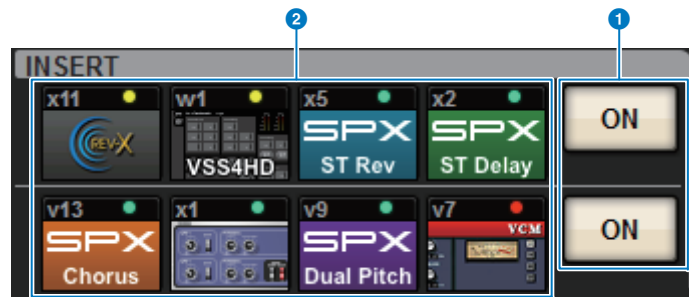 2 1
INSERT
x11 w1 x5 x2
REV-X VSS4HD SPX ST Rev SPX ST Delay ON
v13 x1 v9 v7
SPX Chorus SPX Dual Pitch VCM ON